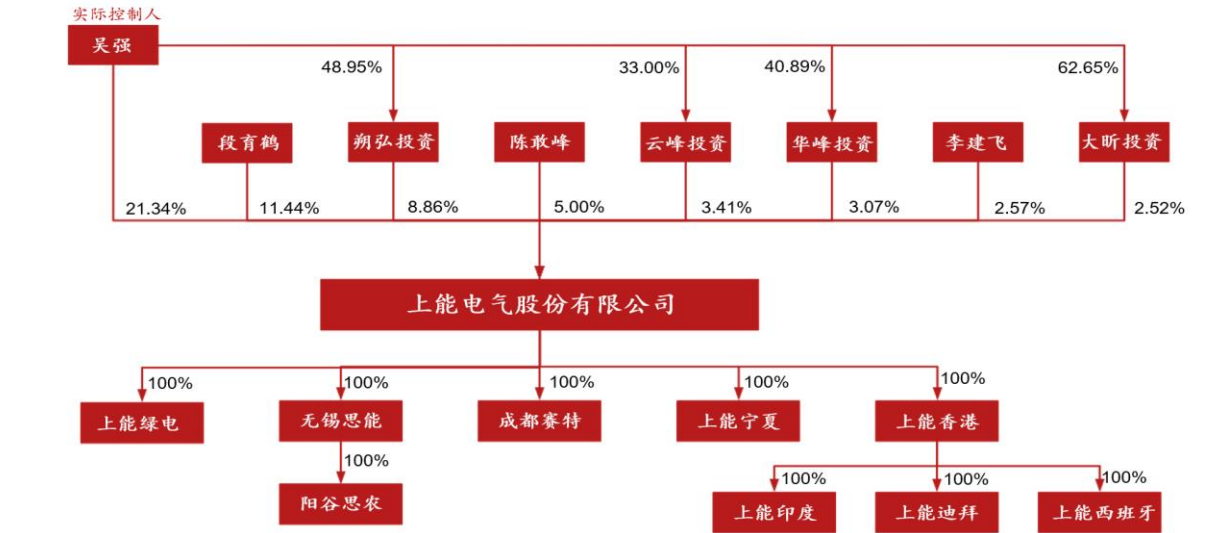 实际控制人
吴强
48.95%
33.00%
40.89%
62.65%
段育鹤
朔弘投资
陈敢峰
云峰投资
华峰投资
李建飞
大昕投资
21.34%
11.44%
8.86%
5.00%
3.41%
3.07%
2.57%
2.52%
上能电气股份有限公司
100%
100%
100%
100%
100%
上能绿电
无锡思能
成都赛特
上能宁夏
上能香港
100%
100%
100%
100%
阳谷思农
上能印度
上能迪拜
上能西班牙